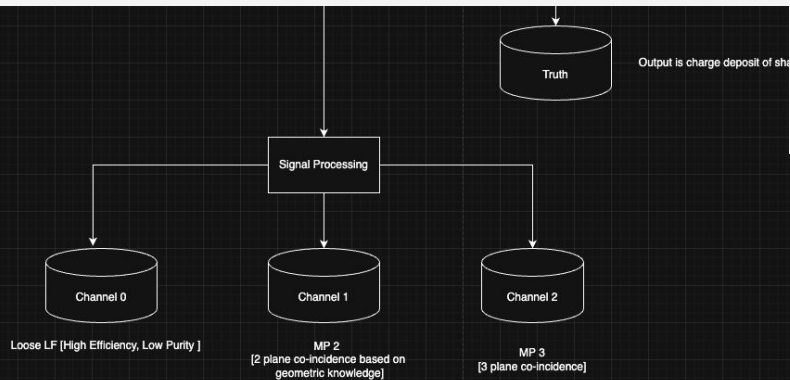 Truth
Output is charge deposit of
Signal Processing
Channel 0
Channel 1
Channel 2
Loose LF [High Efficiency, Low Purity ]
MP 2
[2 plane co-incidence based on
geometric knowledge]
MP 3
[3 plane co-incidence]